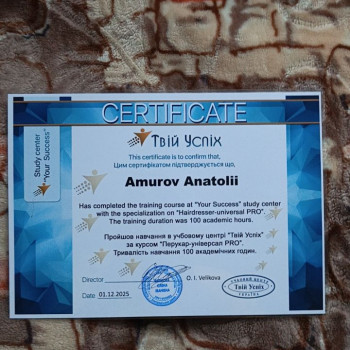 CERTIFICATE
Study center
"Your Success"
Твій Успіх
This certificate is to confirm that,
Цим сертифікатом підтверджується що,
Amurov Anatolii
Has completed the training course at "Your Success" study center
with the specialization on "Hairdresser-universal PRO".
The training duration was 100 academic hours.
Пройшов навчання в учбовому центрі "Твій Успіх"
за курсом "Перукар-універсал PRO".
Тривалість навчання 100 академічних годин.
Director
O. I. Velikova
Date 01.12.2025
Твій Успіх
УКРАЇНА